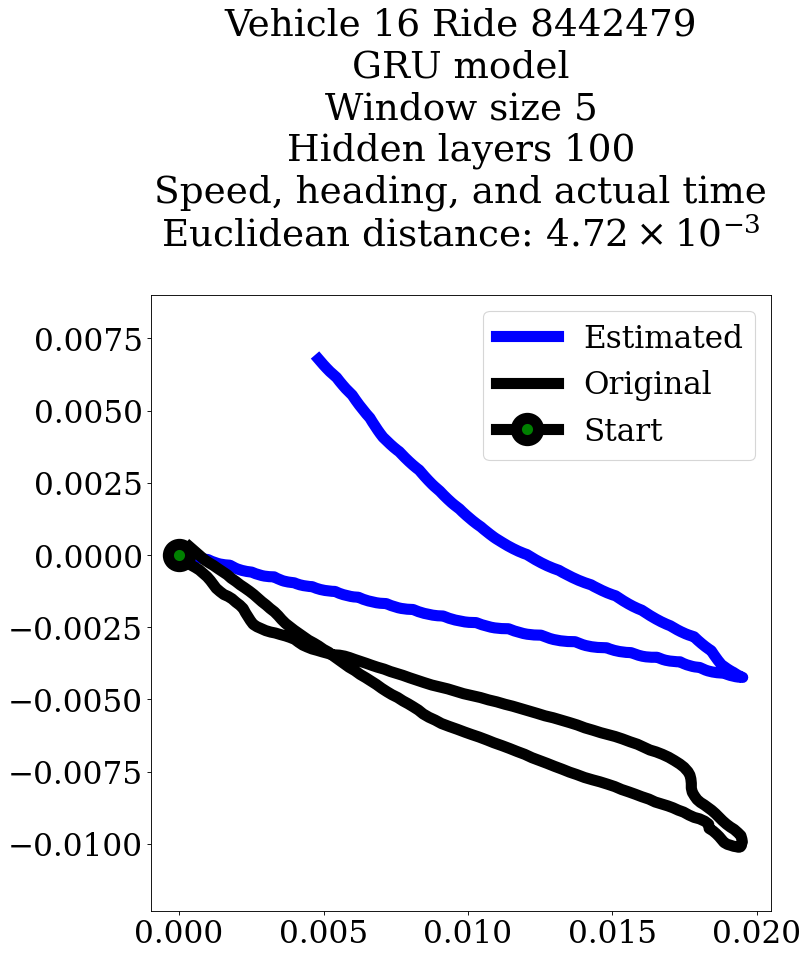 Vehicle 16 Ride 8442479
GRU model
Window size 5
Hidden layers 100
Speed, heading, and actual time
Euclidean distance: 4.72 × 10⁻³
Estimated
Original
Start
0.0075
0.0050
0.0025
0.0000
−0.0025
−0.0050
−0.0075
−0.0100
0.000 0.005 0.010 0.015 0.020